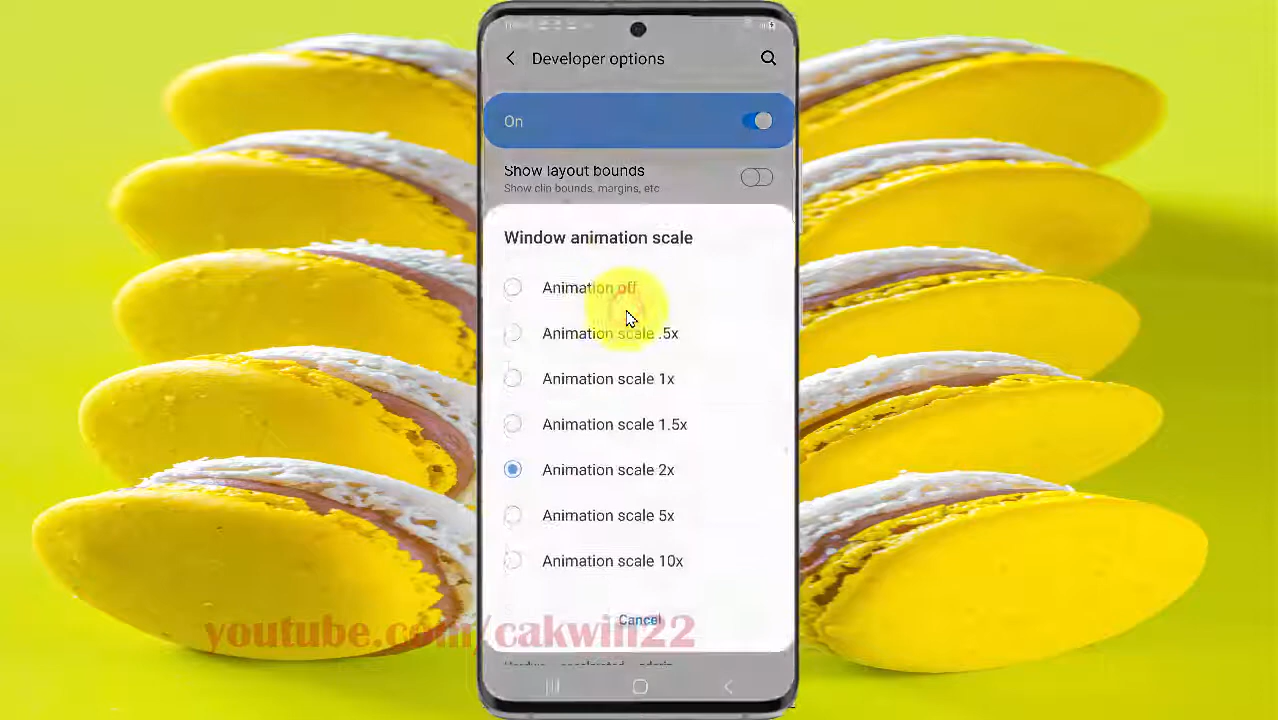 Developer options
On
Show layout bounds
Show clip bounds, margins, etc
Window animation scale
Animation off
Animation scale .5x
Animation scale 1x
Animation scale 1.5x
Animation scale 2x
Animation scale 5x
Animation scale 10x
Cancel
youtube.com/cakwin22